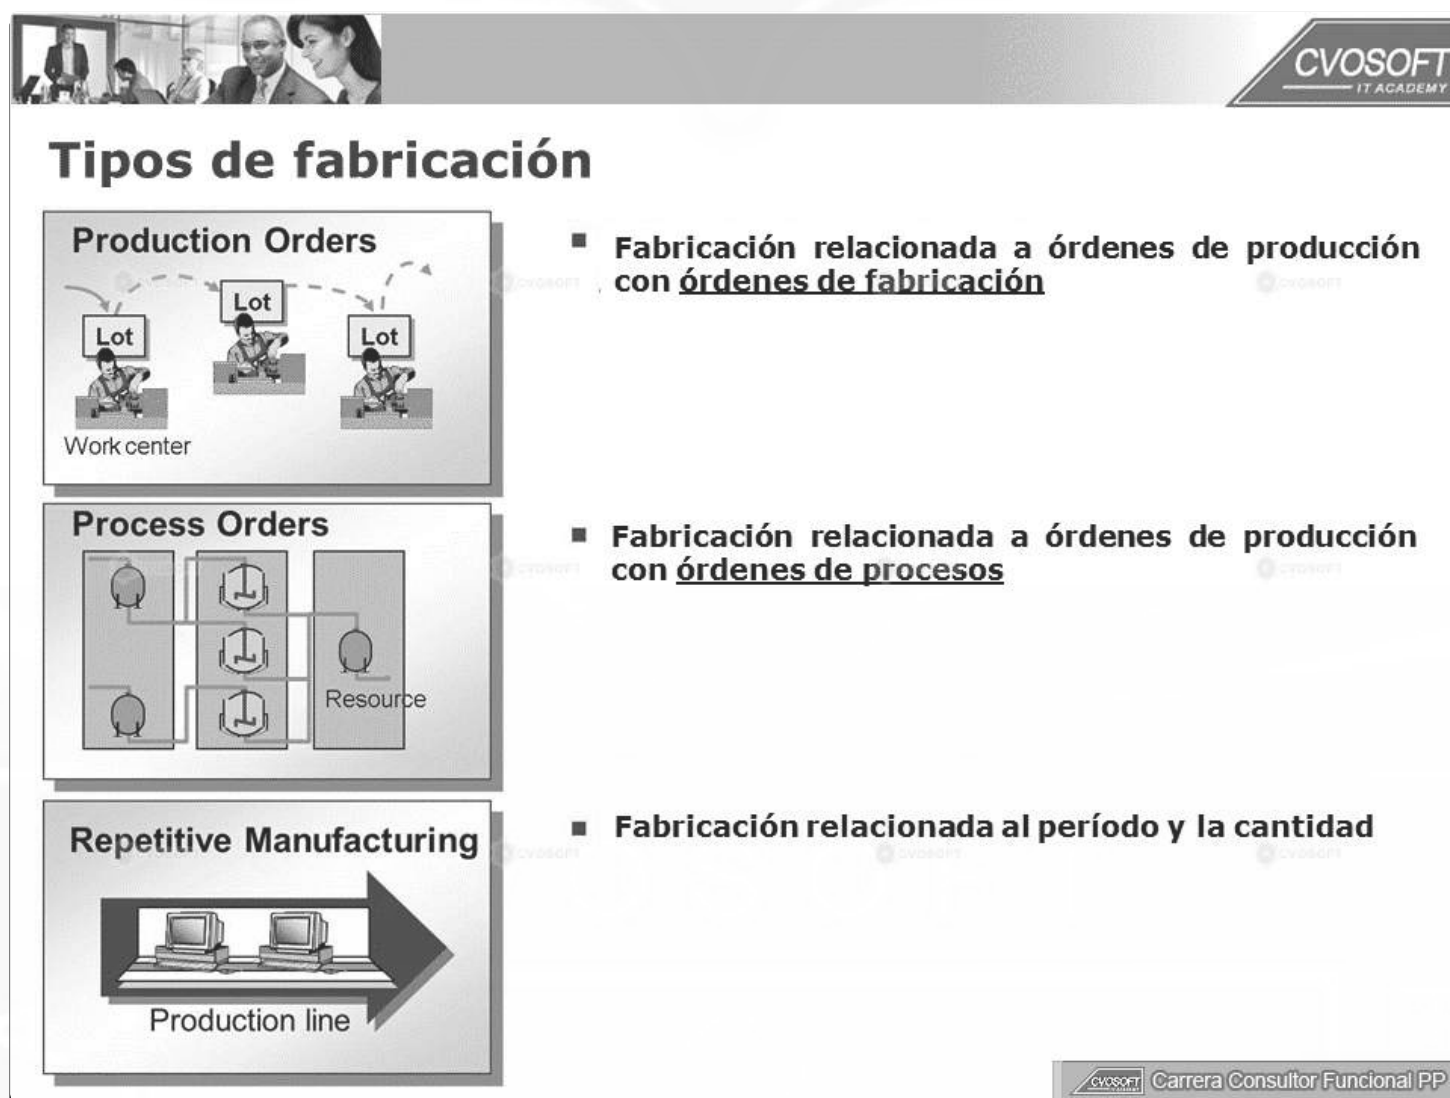 CVOSOFT
IT ACADEMY
Tipos de fabricación
Production Orders
Lot
Lot
Lot
Work center
■ Fabricación relacionada a órdenes de producción
con órdenes de fabricación
Process Orders
Resource
■ Fabricación relacionada a órdenes de producción
con órdenes de procesos
Repetitive Manufacturing
Production line
■ Fabricación relacionada al período y la cantidad
CVOSOFT
Carrera Consultor Funcional PP